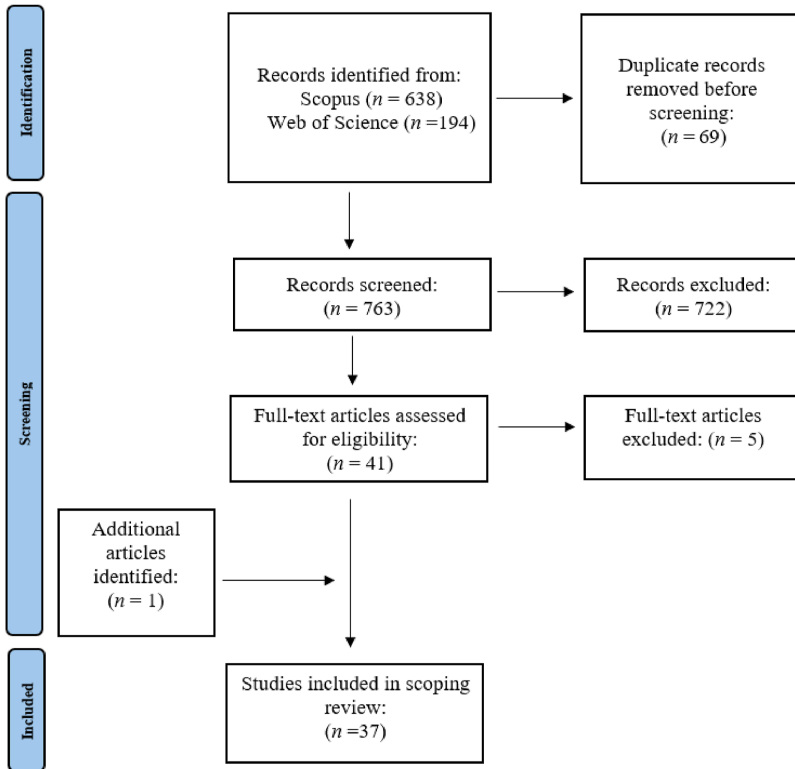 Identification
Records identified from:
Scopus (n = 638)
Web of Science (n =194)
Duplicate records
removed before
screening:
(n = 69)
Screening
Records screened:
(n = 763)
Records excluded:
(n = 722)
Full-text articles assessed
for eligibility:
(n = 41)
Full-text articles
excluded: (n = 5)
Additional
articles
identified:
(n = 1)
Included
Studies included in scoping
review:
(n =37)